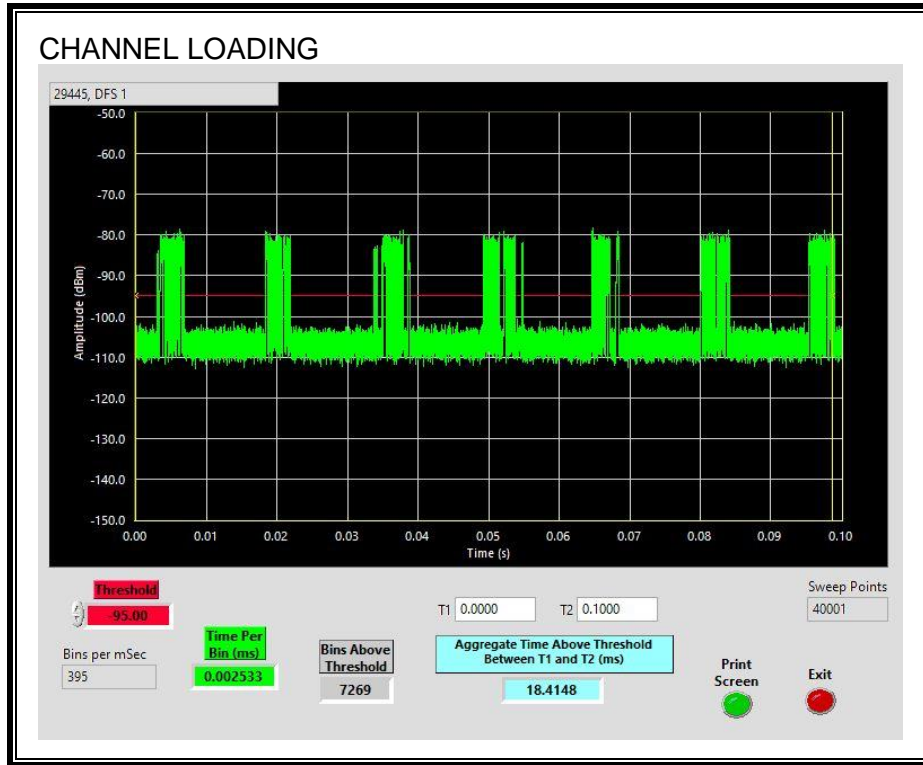 CHANNEL LOADING
29445, DFS 1
-50.0
-60.0
-70.0
-80.0
-90.0
-100.0
-110.0
-120.0
-130.0
-140.0
-150.0
Amplitude (dBm)
0.00 0.01 0.02 0.03 0.04 0.05 0.06 0.07 0.08 0.09 0.10
Time (s)
Threshold
-95.00
Bins per mSec
395
Time Per
Bin (ms)
0.002533
Bins Above
Threshold
7269
T1 0.0000 T2 0.1000
Aggregate Time Above Threshold
Between T1 and T2 (ms)
18.4148
Sweep Points
40001
Print
Screen
Exit